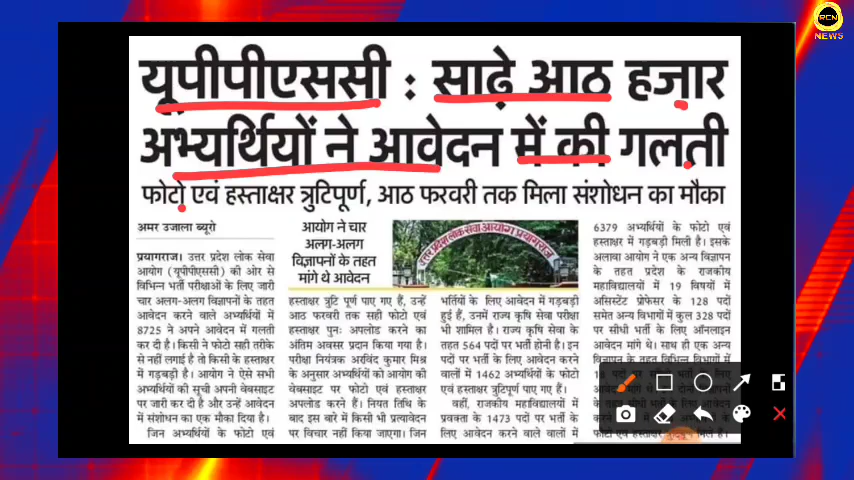 RCN
NEWS
यूपीपीएससी : साढ़े आठ हजार
अभ्यर्थियों ने आवेदन में की गलती
फोटो एवं हस्ताक्षर त्रुटिपूर्ण, आठ फरवरी तक मिला संशोधन का मौका
अमर उजाला ब्यूरो
प्रयागराज। उत्तर प्रदेश लोक सेवा
आयोग (यूपीपीएससी) की ओर से
विभिन्न भर्ती परीक्षाओं के लिए जारी
चार अलग-अलग विज्ञापनों के तहत
आवेदन करने वाले अभ्यर्थियों में
8725 ने अपने आवेदन में गलती
कर दी है। किसी ने फोटो सही तरीके
से नहीं लगाई है तो किसी के हस्ताक्षर
में गड़बड़ी है। आयोग ने ऐसे सभी
अभ्यर्थियों की सूची अपनी वेबसाइट
पर जारी कर दी है और उन्हें आवेदन
में संशोधन का एक मौका दिया है।
जिन अभ्यर्थियों के फोटो एवं
आयोग ने चार
अलग-अलग
विज्ञापनों के तहत
मांगे थे आवेदन
हस्ताक्षर त्रुटि पूर्ण पाए गए हैं, उन्हें
आठ फरवरी तक सही फोटो एवं
हस्ताक्षर पुनः अपलोड करने का
अंतिम अवसर प्रदान किया गया है।
परीक्षा नियंत्रक अरविंद कुमार मिश्र
के अनुसार अभ्यर्थियों को आयोग की
वेबसाइट पर फोटो एवं हस्ताक्षर
अपलोड करने हैं। नियत तिथि के
बाद इस बारे में किसी भी प्रत्यावेदन
पर विचार नहीं किया जाएगा। जिन
उत्तर प्रदेश लोक सेवा आयोग प्रयागराज
भर्तियों के लिए आवेदन में गड़बड़ी
हुई हैं, उनमें राज्य कृषि सेवा परीक्षा
भी शामिल है। राज्य कृषि सेवा के
तहत 564 पदों पर भर्ती होनी है। इन
पदों पर भर्ती के लिए आवेदन करने
वालों में 1462 अभ्यर्थियों के फोटो
एवं हस्ताक्षर त्रुटिपूर्ण पाए गए हैं।
वहीं, राजकीय महाविद्यालयों में
प्रवक्ता के 1473 पदों पर भर्ती के
लिए आवेदन करने वाले वालों में
6379 अभ्यर्थियों के फोटो एवं
हस्ताक्षर में गड़बड़ी मिली है। इसके
अलावा आयोग ने एक अन्य विज्ञापन
के तहत प्रदेश के राजकीय
महाविद्यालयों में 19 विषयों में
असिस्टेंट प्रोफेसर के 128 पदों
समेत अन्य विभागों में कुल 328 पदों
पर सीधी भर्ती के लिए ऑनलाइन
आवेदन मांगे थे। साथ ही एक अन्य
विज्ञापन के तहत विभिन्न विभागों में